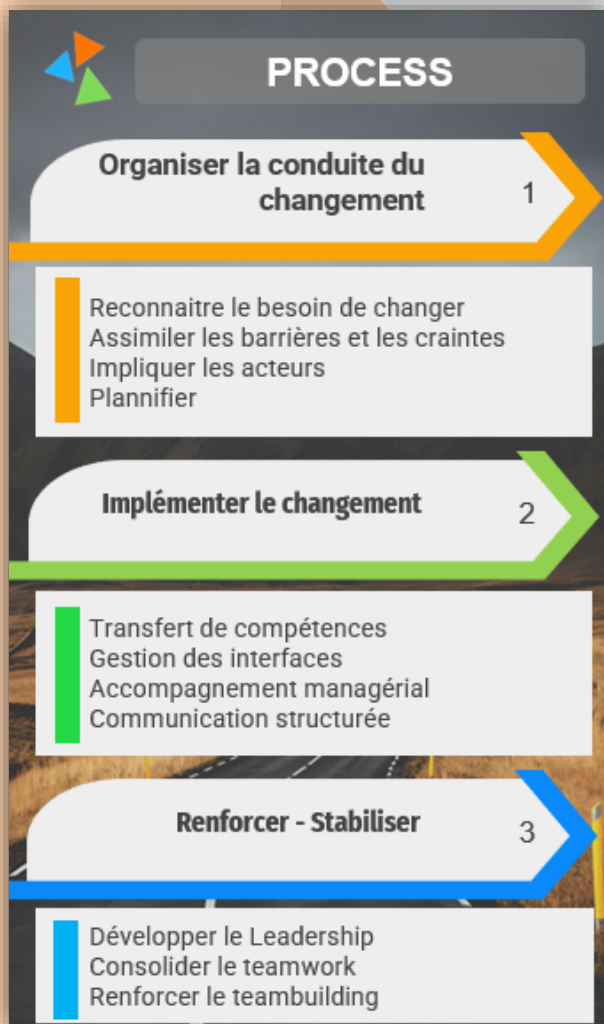 PROCESS
Organiser la conduite du
changement
1
Reconnaitre le besoin de changer
Assimiler les barrières et les craintes
Impliquer les acteurs
Plannifier
Implémenter le changement
2
Transfert de compétences
Gestion des interfaces
Accompagnement managérial
Communication structurée
Renforcer - Stabiliser
3
Développer le Leadership
Consolider le teamwork
Renforcer le teambuilding